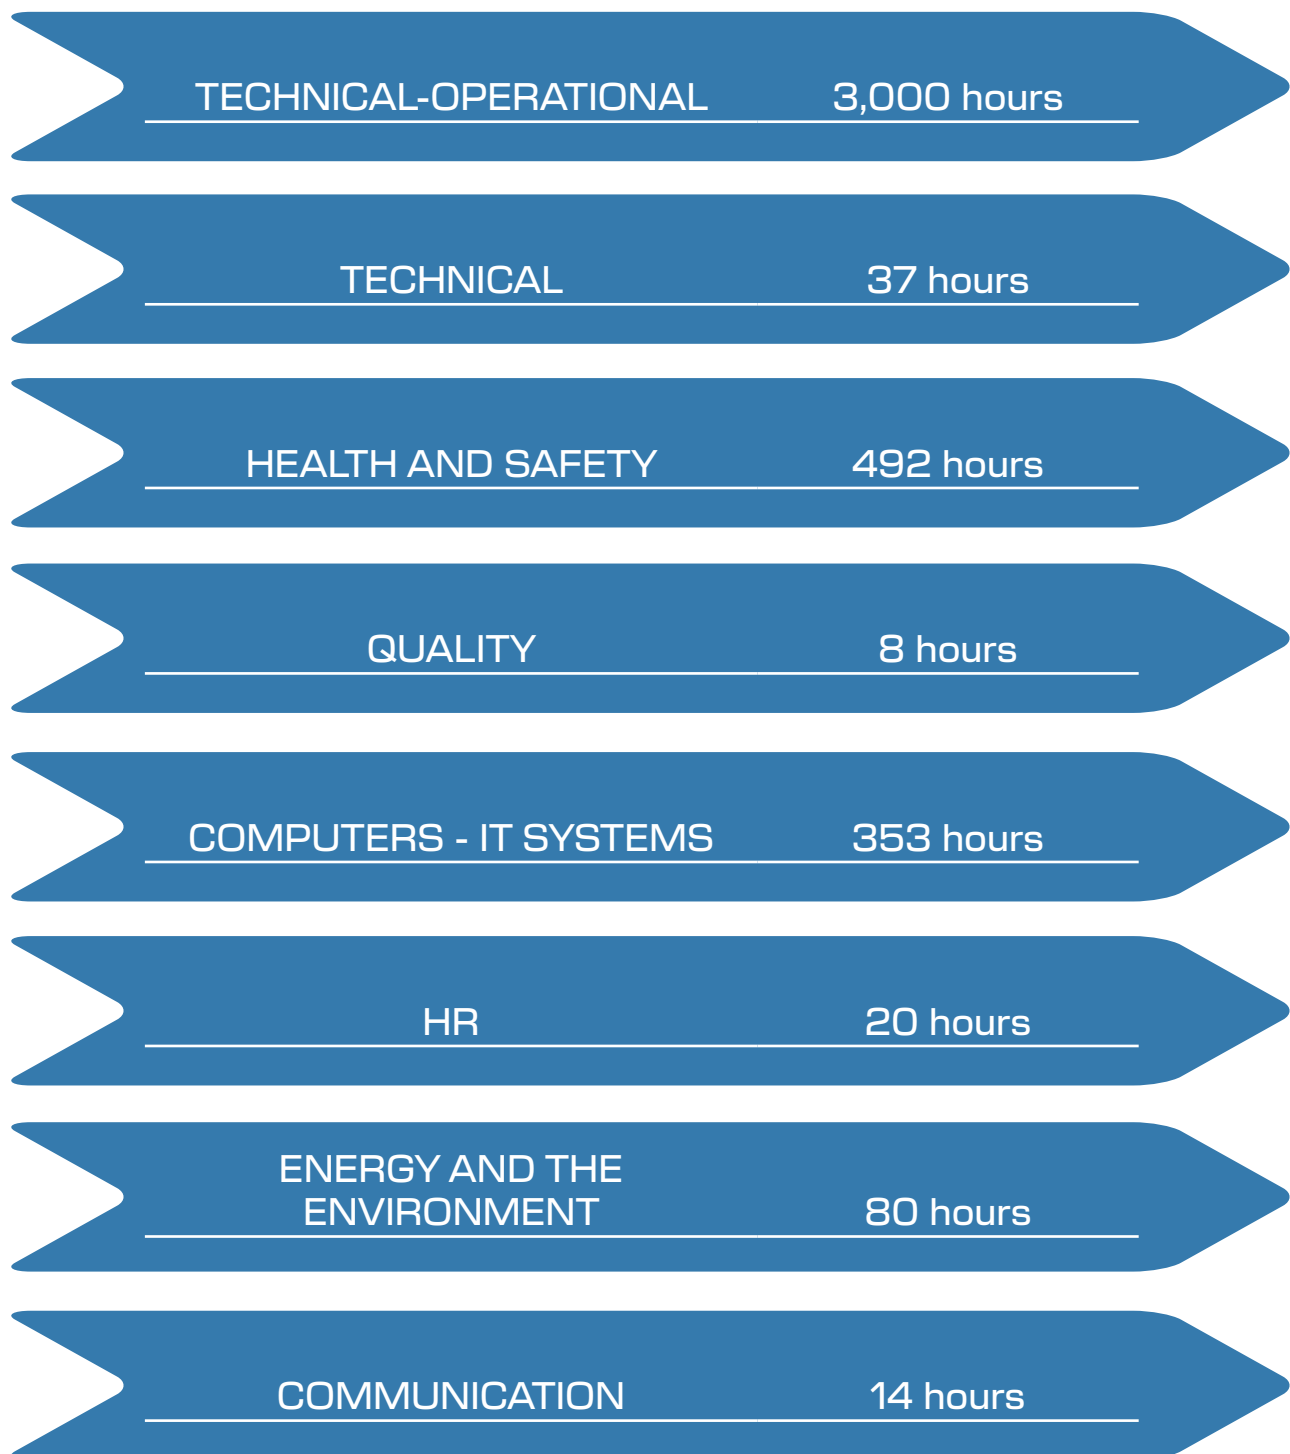 TECHNICAL-OPERATIONAL 3,000 hours
TECHNICAL 37 hours
HEALTH AND SAFETY 492 hours
QUALITY 8 hours
COMPUTERS - IT SYSTEMS 353 hours
HR 20 hours
ENERGY AND THE
ENVIRONMENT 80 hours
COMMUNICATION 14 hours